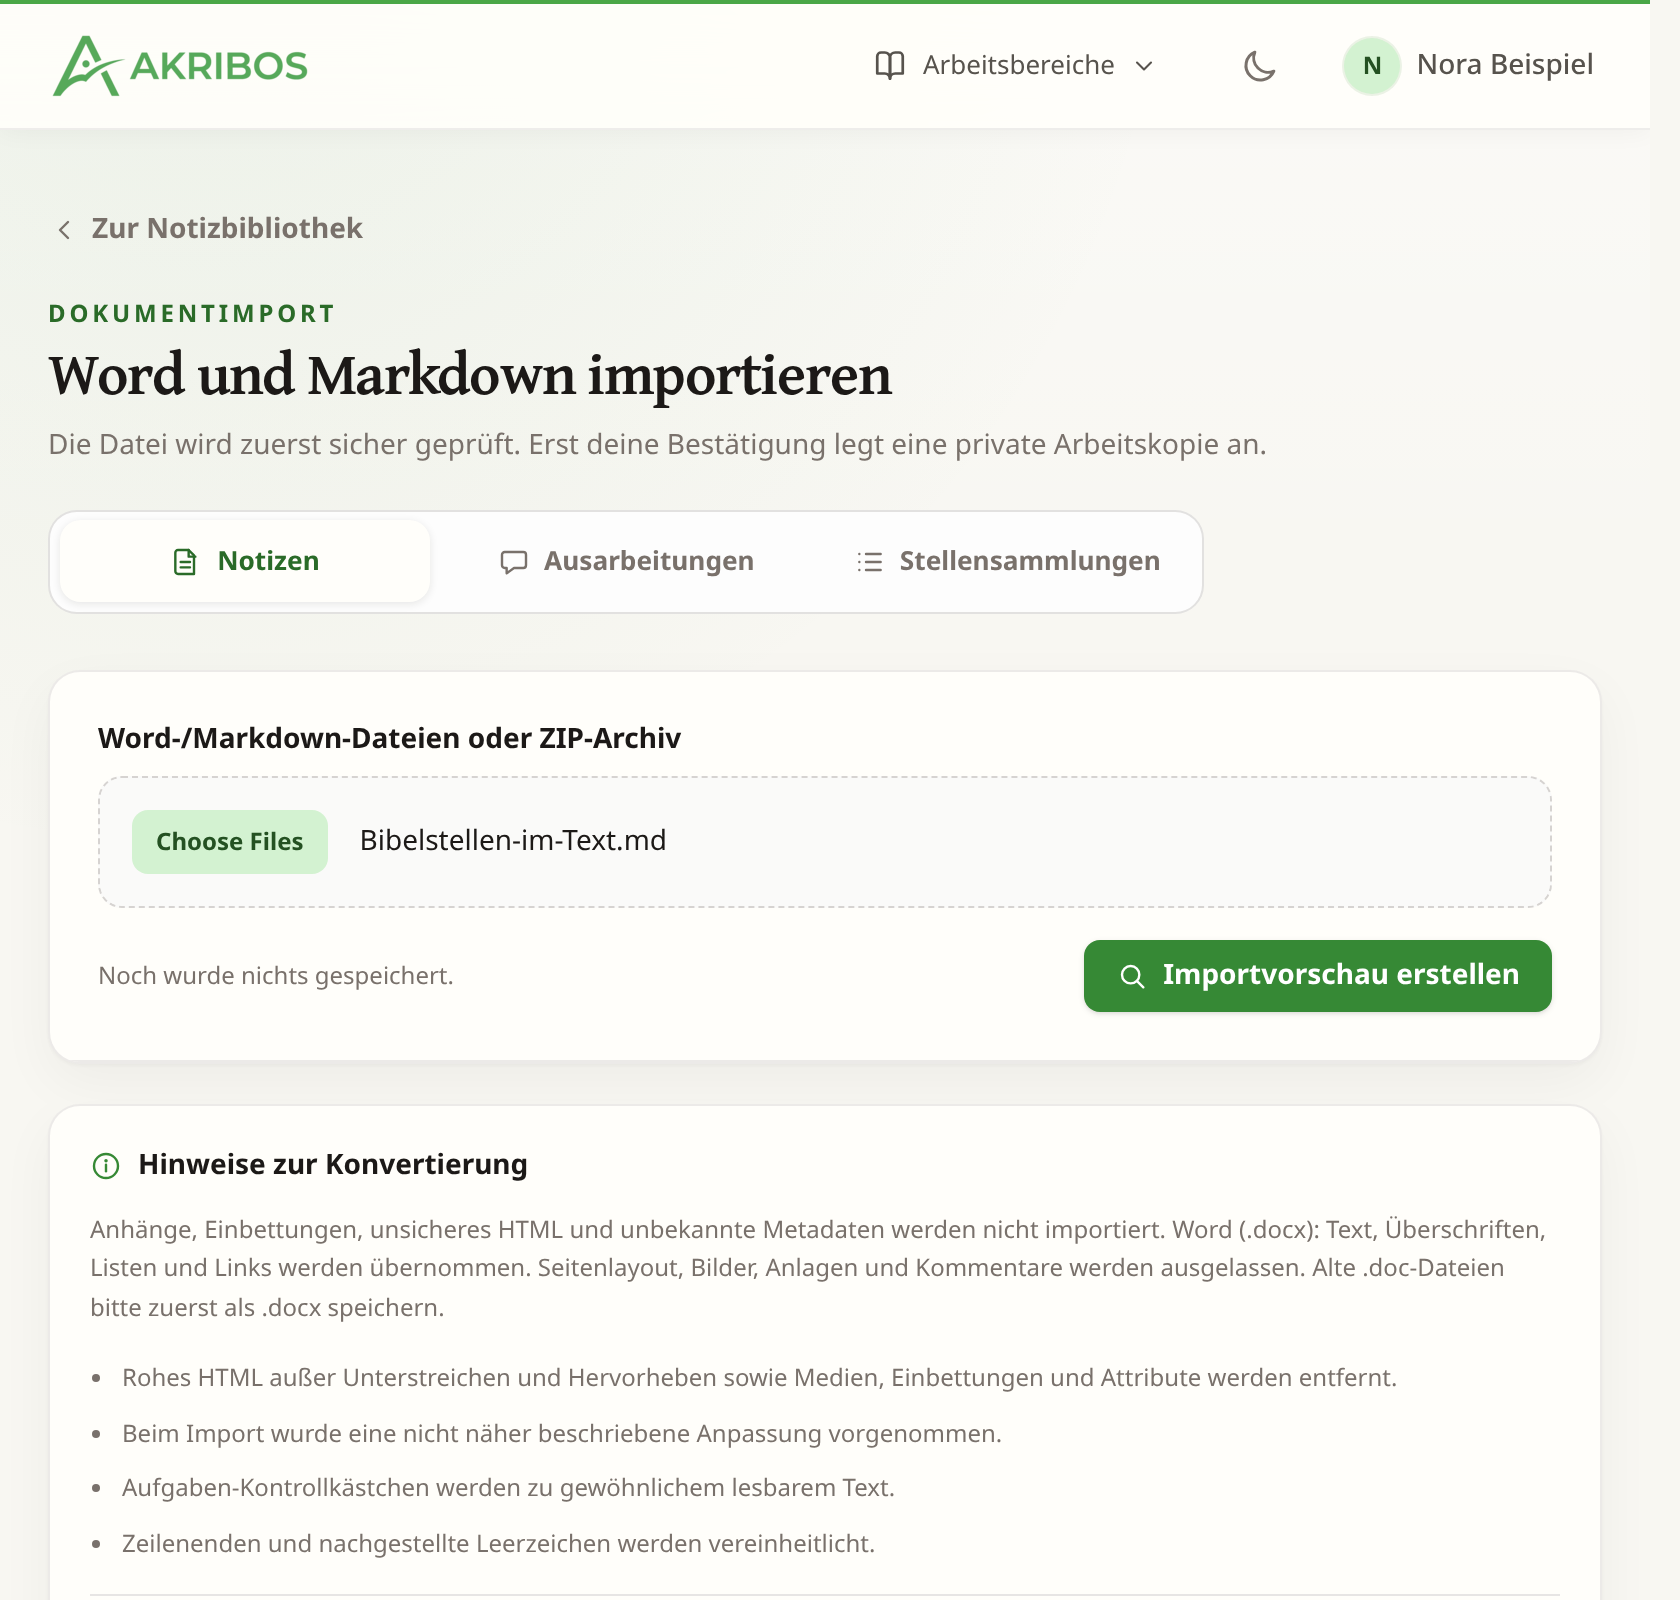 AKRIBOS
Arbeitsbereiche
N
Nora Beispiel
Zur Notizbibliothek
DOKUMENTIMPORT
Word und Markdown importieren
Die Datei wird zuerst sicher geprüft. Erst deine Bestätigung legt eine private Arbeitskopie an.
Notizen
Ausarbeitungen
Stellensammlungen
Word-/Markdown-Dateien oder ZIP-Archiv
Choose Files
Bibelstellen-im-Text.md
Noch wurde nichts gespeichert.
Importvorschau erstellen
Hinweise zur Konvertierung
Anhänge, Einbettungen, unsicheres HTML und unbekannte Metadaten werden nicht importiert. Word (.docx): Text, Überschriften,
Listen und Links werden übernommen. Seitenlayout, Bilder, Anlagen und Kommentare werden ausgelassen. Alte .doc-Dateien
bitte zuerst als .docx speichern.
• Rohes HTML außer Unterstreichen und Hervorheben sowie Medien, Einbettungen und Attribute werden entfernt.
• Beim Import wurde eine nicht näher beschriebene Anpassung vorgenommen.
• Aufgaben-Kontrollkästchen werden zu gewöhnlichem lesbarem Text.
• Zeilenenden und nachgestellte Leerzeichen werden vereinheitlicht.